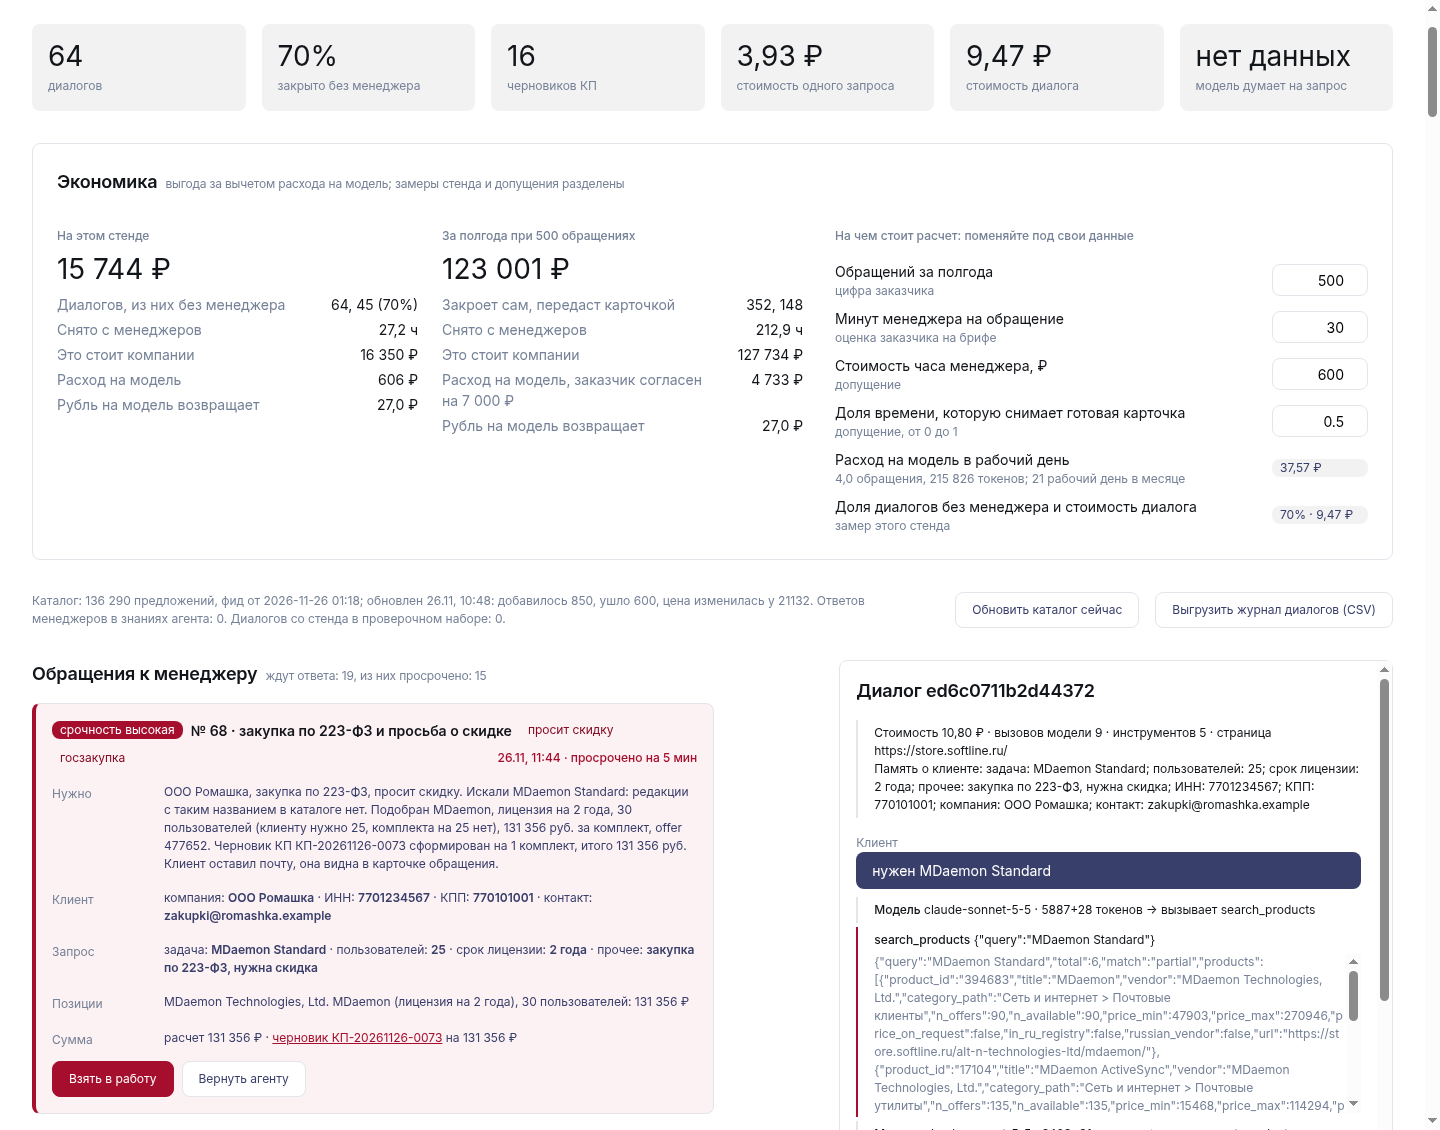 64
диалогов
70%
закрыто без менеджера
16
черновиков КП
3,93 ₽
стоимость одного запроса
9,47 ₽
стоимость диалога
нет данных
модель думает на запрос
Экономика выгода за вычетом расхода на модель; замеры стенда и допущения разделены
На этом стенде
15 744 ₽
Диалогов, из них без менеджера 64, 45 (70%)
Снято с менеджеров 27,2 ч
Это стоит компании 16 350 ₽
Расход на модель 606 ₽
Рубль на модель возвращает 27,0 ₽
За полгода при 500 обращениях
123 001 ₽
Закроет сам, передаст карточкой 352, 148
Снято с менеджеров 212,9 ч
Это стоит компании 127 734 ₽
Расход на модель, заказчик согласен 4 733 ₽
на 7 000 ₽
Рубль на модель возвращает 27,0 ₽
На чем стоит расчет: поменяйте под свои данные
Обращений за полгода 500
цифра заказчика
Минут менеджера на обращение 30
оценка заказчика на брифе
Стоимость часа менеджера, ₽ 600
допущение
Доля времени, которую снимает готовая карточка 0.5
допущение, от 0 до 1
Расход на модель в рабочий день 37,57 ₽
4,0 обращения, 215 826 токенов; 21 рабочий день в месяце
Доля диалогов без менеджера и стоимость диалога 70% · 9,47 ₽
замер этого стенда
Каталог: 136 290 предложений, фид от 2026-11-26 01:18; обновлен 26.11, 10:48: добавилось 850, ушло 600, цена изменилась у 21132. Ответов
менеджеров в знаниях агента: 0. Диалогов со стенда в проверочном наборе: 0.
Обновить каталог сейчас
Выгрузить журнал диалогов (CSV)
Обращения к менеджеру ждут ответа: 19, из них просрочено: 15
срочность высокая № 68 · закупка по 223-ФЗ и просьба о скидке просит скидку
госзакупка 26.11, 11:44 · просрочено на 5 мин
Нужно ООО Ромашка, закупка по 223-ФЗ, просит скидку. Искали MDaemon Standard: редакции
с таким названием в каталоге нет. Подобран MDaemon, лицензия на 2 года, 30
пользователей (клиенту нужно 25, комплекта на 25 нет), 131 356 руб. за комплект, offer
477652. Черновик КП КП-20261126-0073 сформирован на 1 комплект, итого 131 356 руб.
Клиент оставил почту, она видна в карточке обращения.
Клиент компания: ООО Ромашка · ИНН: 7701234567 · КПП: 770101001 · контакт:
zakupki@romashka.example
Запрос задача: MDaemon Standard · пользователей: 25 · срок лицензии: 2 года · прочее: закупка
по 223-ФЗ, нужна скидка
Позиции MDaemon Technologies, Ltd. MDaemon (лицензия на 2 года), 30 пользователей: 131 356 ₽
Сумма расчет 131 356 ₽ · черновик КП-20261126-0073 на 131 356 ₽
Взять в работу
Вернуть агенту
Диалог ed6c0711b2d44372
Стоимость 10,80 ₽ · вызовов модели 9 · инструментов 5 · страница
https://store.softline.ru/
Память о клиенте: задача: MDaemon Standard; пользователей: 25; срок лицензии:
2 года; прочее: закупка по 223-ФЗ, нужна скидка; ИНН: 7701234567; КПП:
770101001; компания: ООО Ромашка; контакт: zakupki@romashka.example
Клиент
нужен MDaemon Standard
Модель claude-sonnet-5-5 · 5887+28 токенов → вызывает search_products
search_products {"query":"MDaemon Standard"}
{"query":"MDaemon Standard","total":6,"match":"partial","products":
[{"product_id":"394683","title":"MDaemon","vendor":"MDaemon Technologies,
Ltd.","category_path":"Сеть и интернет > Почтовые
клиенты","n_offers":90,"n_available":90,"price_min":47903,"price_max":270946,"p
rice_on_request":false,"in_ru_registry":false,"russian_vendor":false,"url":"https://st
ore.softline.ru/alt-n-technologies-ltd/mdaemon/"},
{"product_id":"17104","title":"MDaemon ActiveSync","vendor":"MDaemon
Technologies, Ltd.","category_path":"Сеть и интернет > Почтовые
утилиты","n_offers":135,"n_available":135,"price_min":15468,"price_max":114294,"p